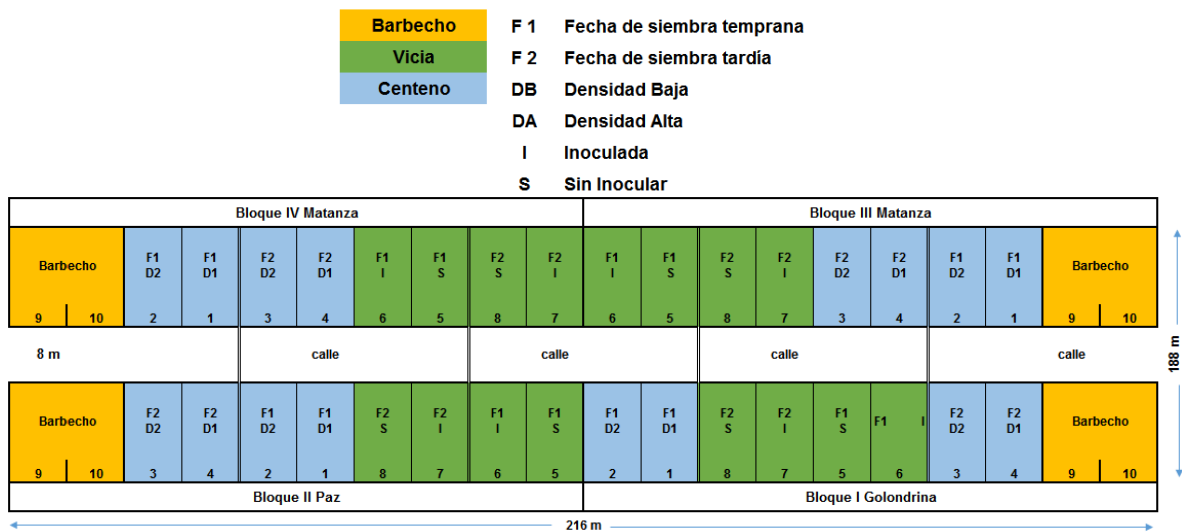 Barbecho F 1 Fecha de siembra temprana
Vicia F 2 Fecha de siembra tardía
Centeno DB Densidad Baja
DA Densidad Alta
I Inoculada
S Sin Inocular
Bloque IV Matanza Bloque III Matanza
Barbecho F1 F1 F2 F2 F1 F1 F2 F2 F1 F1 F2 F2 F2 F2 F1 F1 Barbecho
D2 D1 D2 D1 I S S I I S S I D2 D1 D2 D1
9 10 2 1 3 4 6 5 8 7 6 5 8 7 3 4 2 1 9 10
8 m calle calle calle calle
188 m
Barbecho F2 F2 F1 F1 F2 F2 F1 F1 F1 F1 F2 F2 F1 F1 I F2 F2 Barbecho
D2 D1 D2 D1 S I I S D2 D1 S I S D2 D1
9 10 3 4 2 1 8 7 6 5 2 1 8 7 5 6 3 4 9 10
Bloque II Paz Bloque I Golondrina
216 m